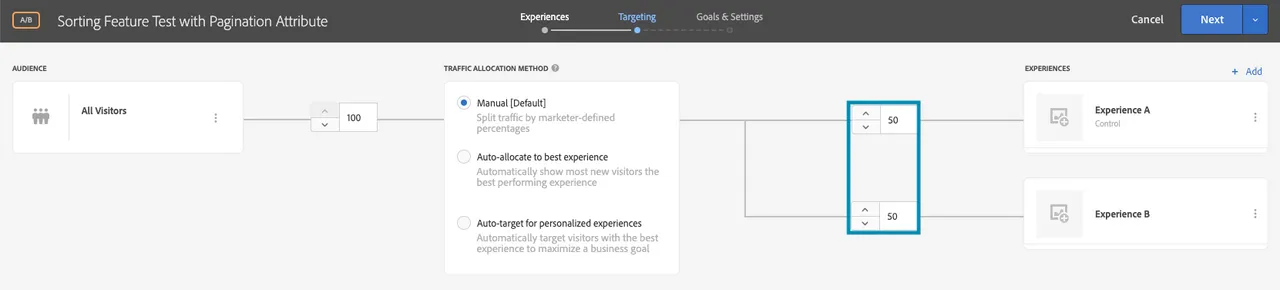 A/B
Sorting Feature Test with Pagination Attribute
Experiences
Targeting
Goals & Settings
Cancel
Next
AUDIENCE
All Visitors
100
TRAFFIC ALLOCATION METHOD
Manual [Default]
Split traffic by marketer-defined
percentages
Auto-allocate to best experience
Automatically show most new visitors the
best performing experience
Auto-target for personalized experiences
Automatically target visitors with the best
experience to maximize a business goal
50
50
EXPERIENCES
+ Add
Experience A
Control
Experience B